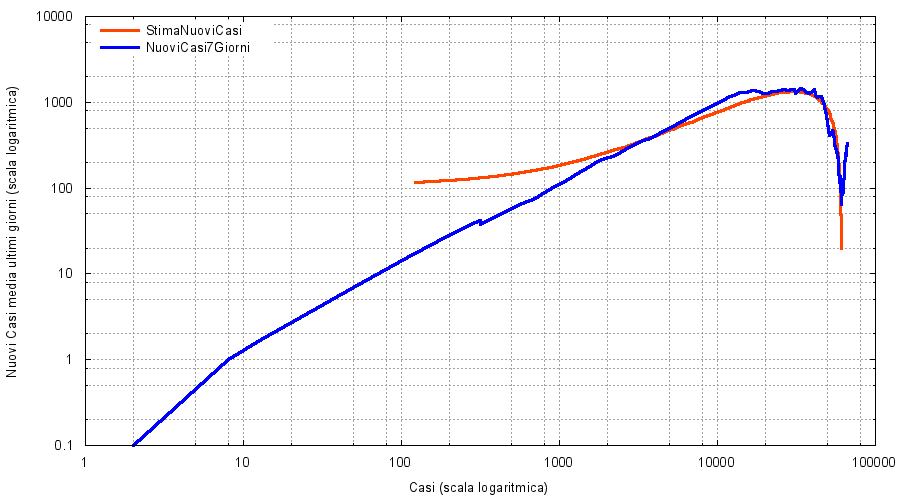 10000
StimaNuoviCasi
NuoviCasi7Giorni
1000
100
10
1
0.1
Nuovi Casi media ultimi giorni (scala logaritmica)
1 10 100 1000 10000 100000
Casi (scala logaritmica)